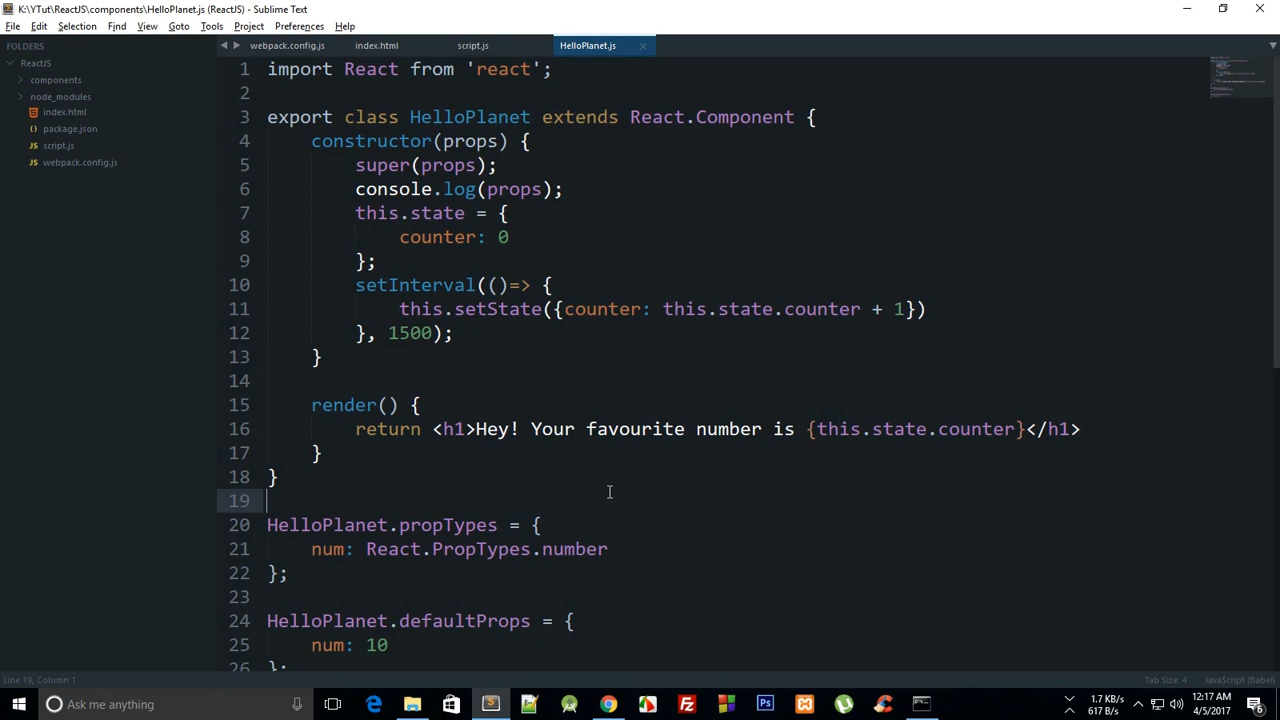 K:\YTut\ReactJS\components\HelloPlanet.js (ReactJS) - Sublime Text
File Edit Selection Find View Goto Tools Project Preferences Help
FOLDERS
ReactJS
components
node_modules
index.html
package.json
script.js
webpack.config.js
webpack.config.js index.html script.js HelloPlanet.js
1 import React from 'react';
2
3 export class HelloPlanet extends React.Component {
4 constructor(props) {
5 super(props);
6 console.log(props);
7 this.state = {
8 counter: 0
9 };
10 setInterval(()=> {
11 this.setState({counter: this.state.counter + 1})
12 }, 1500);
13 }
14
15 render() {
16 return <h1>Hey! Your favourite number is {this.state.counter}</h1>
17 }
18 }
19
20 HelloPlanet.propTypes = {
21 num: React.PropTypes.number
22 };
23
24 HelloPlanet.defaultProps = {
25 num: 10
26 };
Line 19, Column 1 Tab Size: 4 JavaScript (Babel)
Ask me anything
1.7 KB/s
617 B/s
12:17 AM
4/5/2017
6